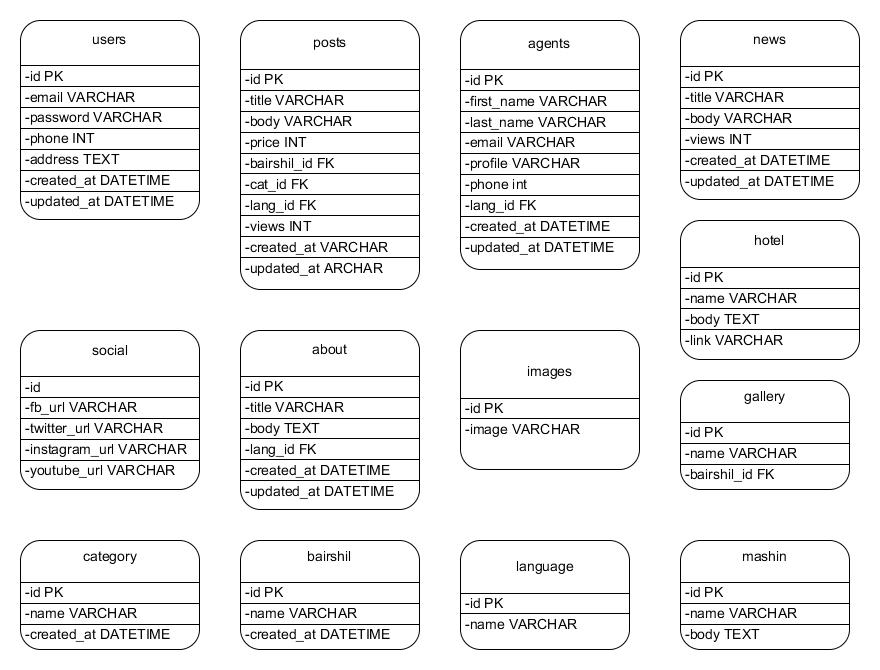 users
-id PK
-email VARCHAR
-password VARCHAR
-phone INT
-address TEXT
-created_at DATETIME
-updated_at DATETIME
posts
-id PK
-title VARCHAR
-body VARCHAR
-price INT
-bairshil_id FK
-cat_id FK
-lang_id FK
-views INT
-created_at VARCHAR
-updated_at ARCHAR
agents
-id PK
-first_name VARCHAR
-last_name VARCHAR
-email VARCHAR
-profile VARCHAR
-phone int
-lang_id FK
-created_at DATETIME
-updated_at DATETIME
news
-id PK
-title VARCHAR
-body VARCHAR
-views INT
-created_at DATETIME
-updated_at DATETIME
hotel
-id PK
-name VARCHAR
-body TEXT
-link VARCHAR
social
-id
-fb_url VARCHAR
-twitter_url VARCHAR
-instagram_url VARCHAR
-youtube_url VARCHAR
about
-id PK
-title VARCHAR
-body TEXT
-lang_id FK
-created_at DATETIME
-updated_at DATETIME
images
-id PK
-image VARCHAR
gallery
-id PK
-name VARCHAR
-bairshil_id FK
category
-id PK
-name VARCHAR
-created_at DATETIME
bairshil
-id PK
-name VARCHAR
-created_at DATETIME
language
-id PK
-name VARCHAR
mashin
-id PK
-name VARCHAR
-body TEXT